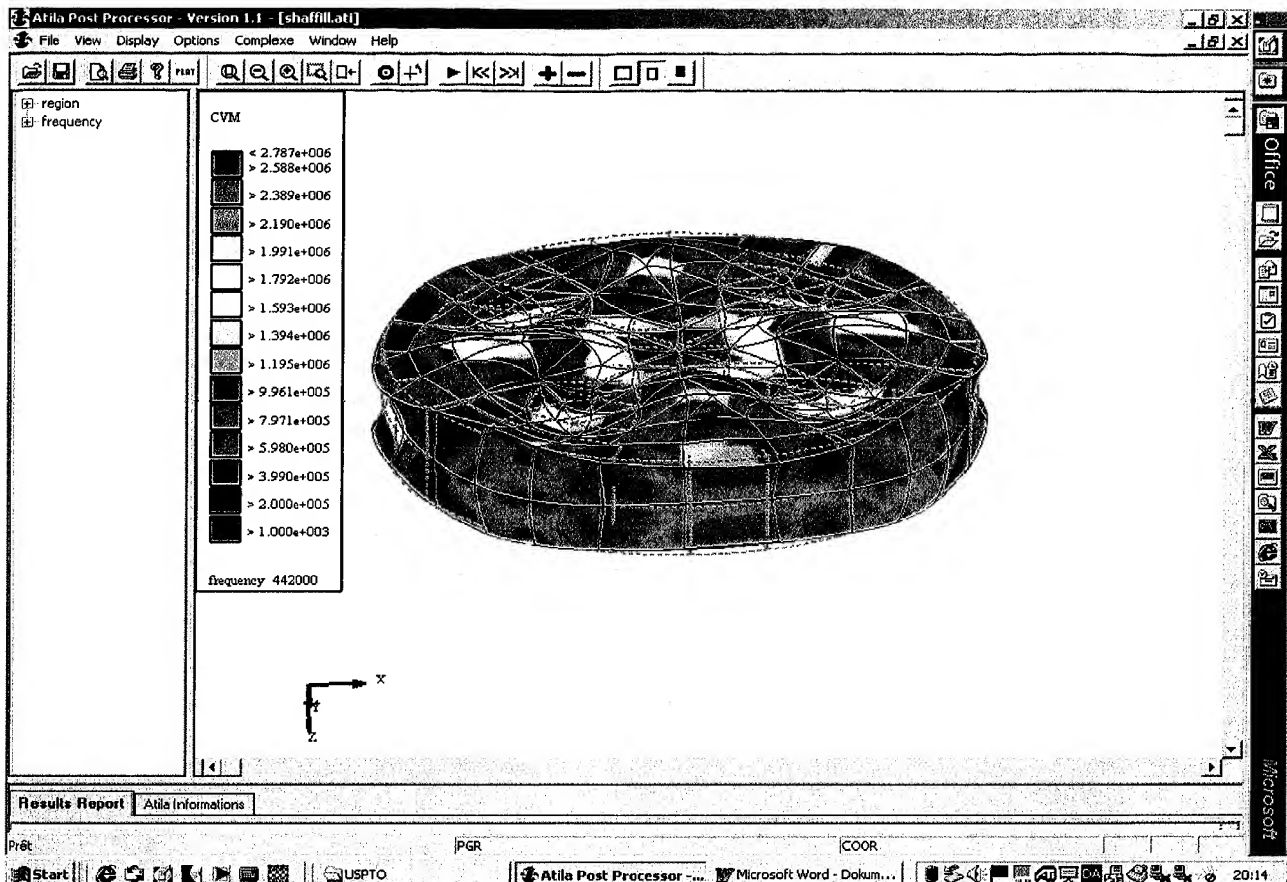 Atila Post Processor - Version 1.1 - [shaffill.ati]
File View Display Options Complexe Window Help
PLOT
region
frequency
CVM
< 2.787e+006
> 2.588e+006
> 2.389e+006
> 2.190e+006
> 1.991e+006
> 1.792e+006
> 1.593e+006
> 1.394e+006
> 1.195e+006
> 9.961e+005
> 7.971e+005
> 5.980e+005
> 3.990e+005
> 2.000e+005
> 1.000e+003
frequency 442000
X
Y
Z
Office
Microsoft
Results Report Atila Informations
Prêt PGR COOR
Start USPTO Atila Post Processor -... Microsoft Word - Dokum... 20:14